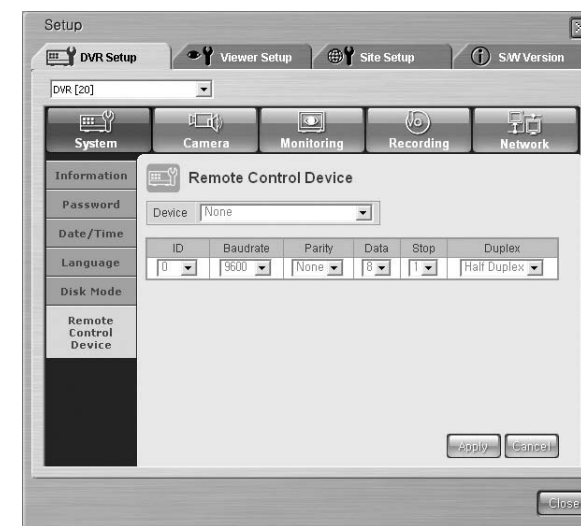 Setup
DVR Setup Viewer Setup Site Setup S/W Version
DVR [20]
System Camera Monitoring Recording Network
Information
Password
Date/Time
Language
Disk Mode
Remote
Control
Device
Remote Control Device
Device None
ID Baudrate Parity Data Stop Duplex
0 9600 None 8 1 Half Duplex
Apply Cancel
Close